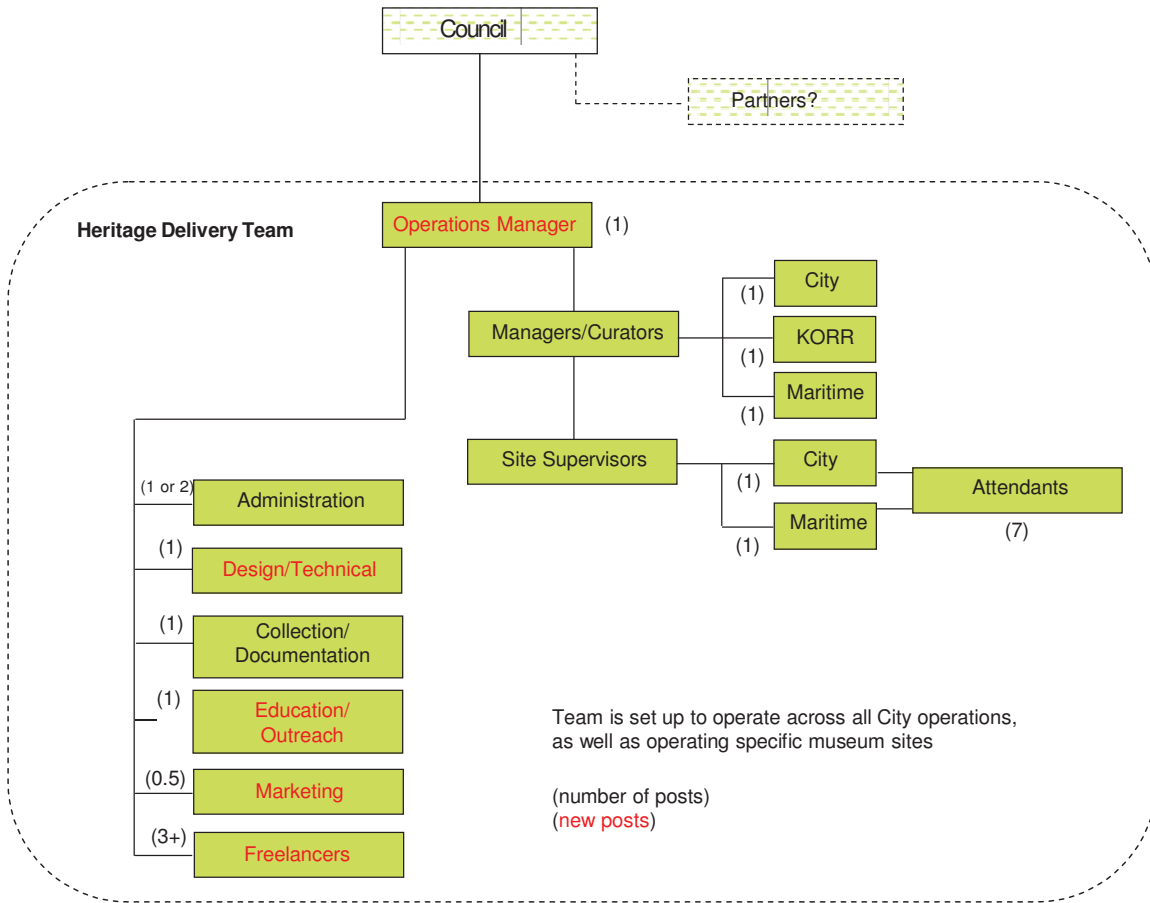 Council
Partners?
Heritage Delivery Team
Operations Manager (1)
Managers/Curators
(1) City
(1) KORR
(1) Maritime
Site Supervisors
(1) City
(1) Maritime
Attendants
(7)
(1 or 2) Administration
(1) Design/Technical
(1) Collection/
Documentation
(1) Education/
Outreach
(0.5) Marketing
(3+) Freelancers
Team is set up to operate across all City operations,
as well as operating specific museum sites
(number of posts)
(new posts)